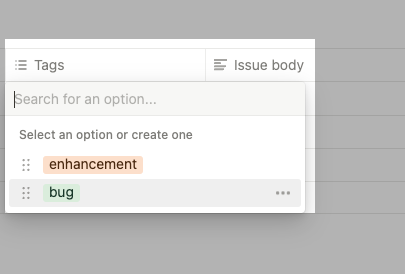 Tags
Issue body
Search for an option...
Select an option or create one
enhancement
bug